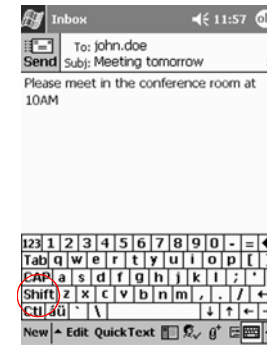 Inbox 11:57 ok
To: john.doe
Send Subj: Meeting tomorrow
Please meet in the conference room at
10AM
123 1 2 3 4 5 6 7 8 9 0 - =
Tab q w e r t y u i o p [
CAP a s d f g h j k l ; '
Shift z x c v b n m , . / ←
Ctl áü ` \ ↓ ↑ ←
New Edit QuickText